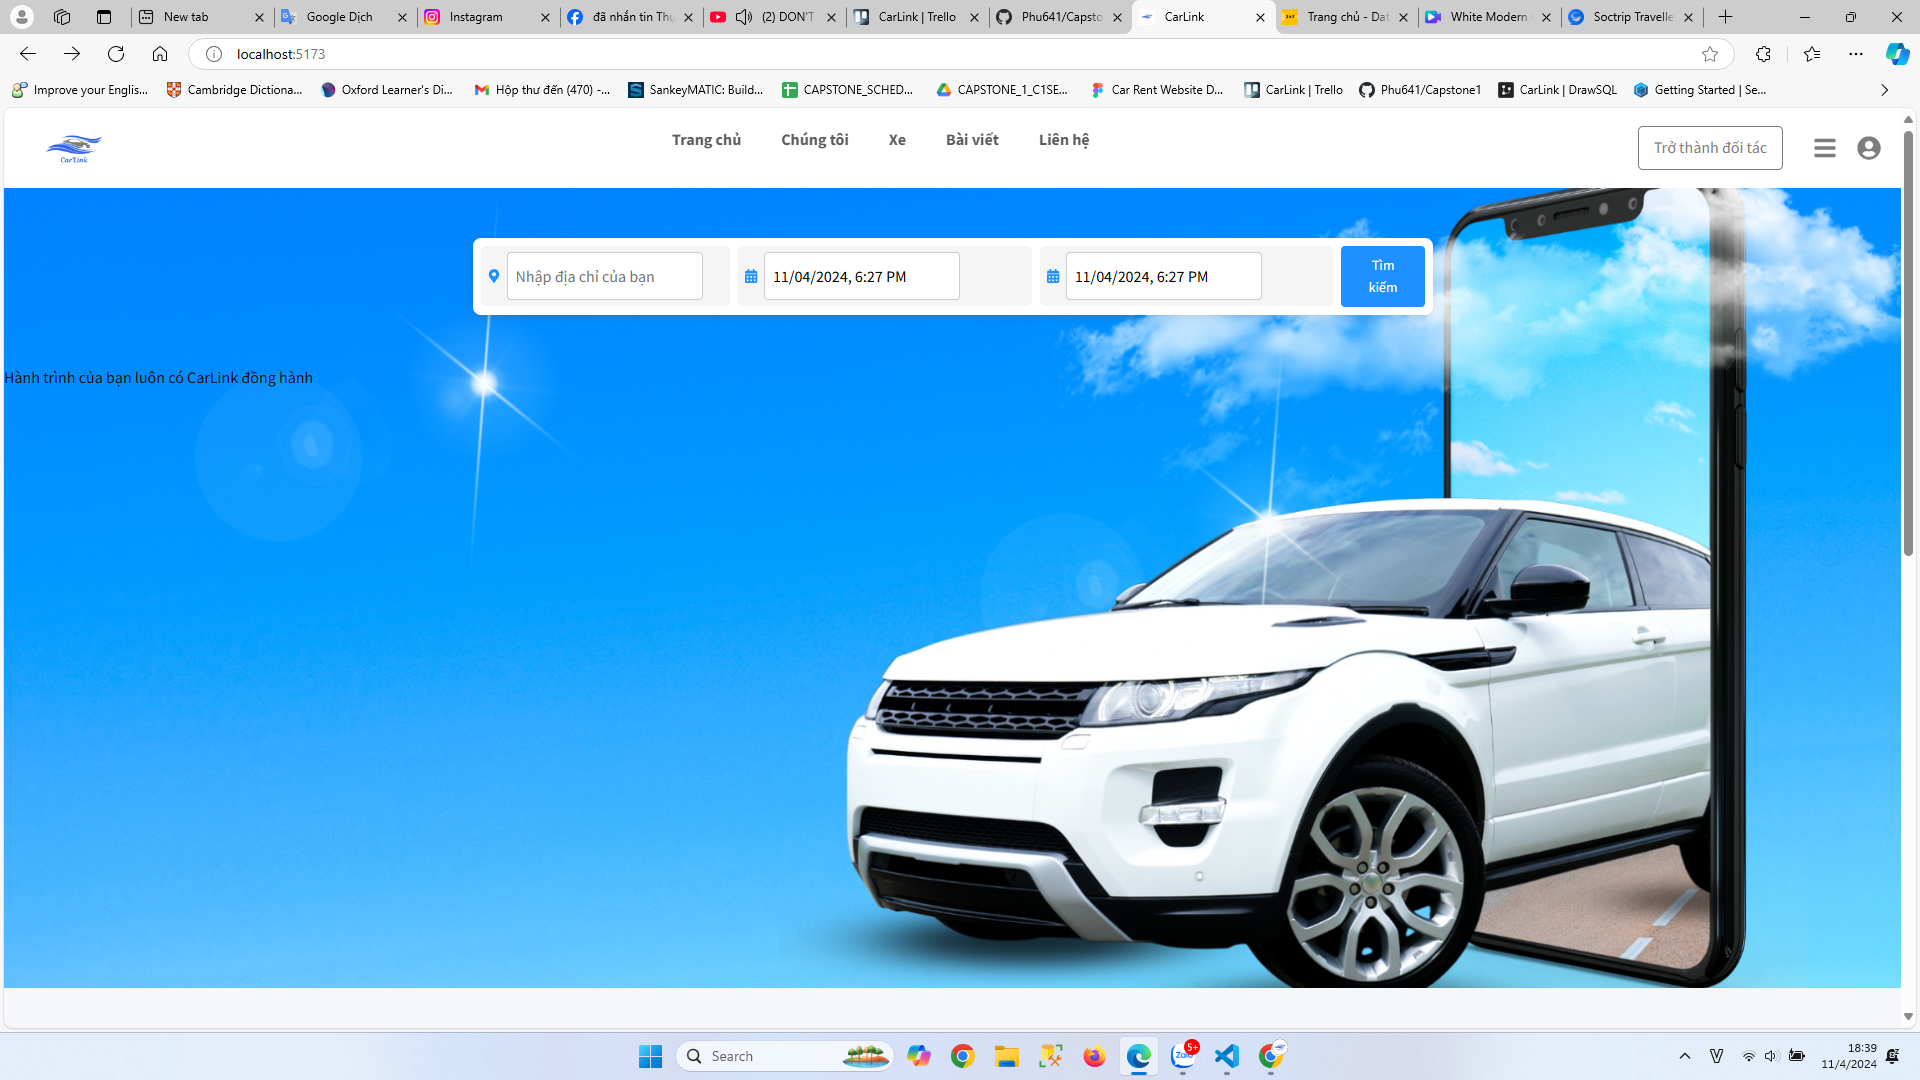 New tab
Google Dịch
Instagram
đã nhắn tin Thụ
(2) DON'T
CarLink | Trello
Phu641/Capsto
CarLink
Trang chủ - Dat
White Modern
Soctrip Travelle
localhost:5173
Improve your Englis...
Cambridge Dictiona...
Oxford Learner's Di...
Hộp thư đến (470) -...
SankeyMATIC: Build...
CAPSTONE_SCHED...
CAPSTONE_1_C1SE...
Car Rent Website D...
CarLink | Trello
Phu641/Capstone1
CarLink | DrawSQL
Getting Started | Se...
CarLink
Trang chủ
Chúng tôi
Xe
Bài viết
Liên hệ
Trở thành đối tác
Nhập địa chỉ của bạn
11/04/2024, 6:27 PM
11/04/2024, 6:27 PM
Tìm
kiếm
Hành trình của bạn luôn có CarLink đồng hành
Search
Zalo
5+
V
18:39
11/4/2024